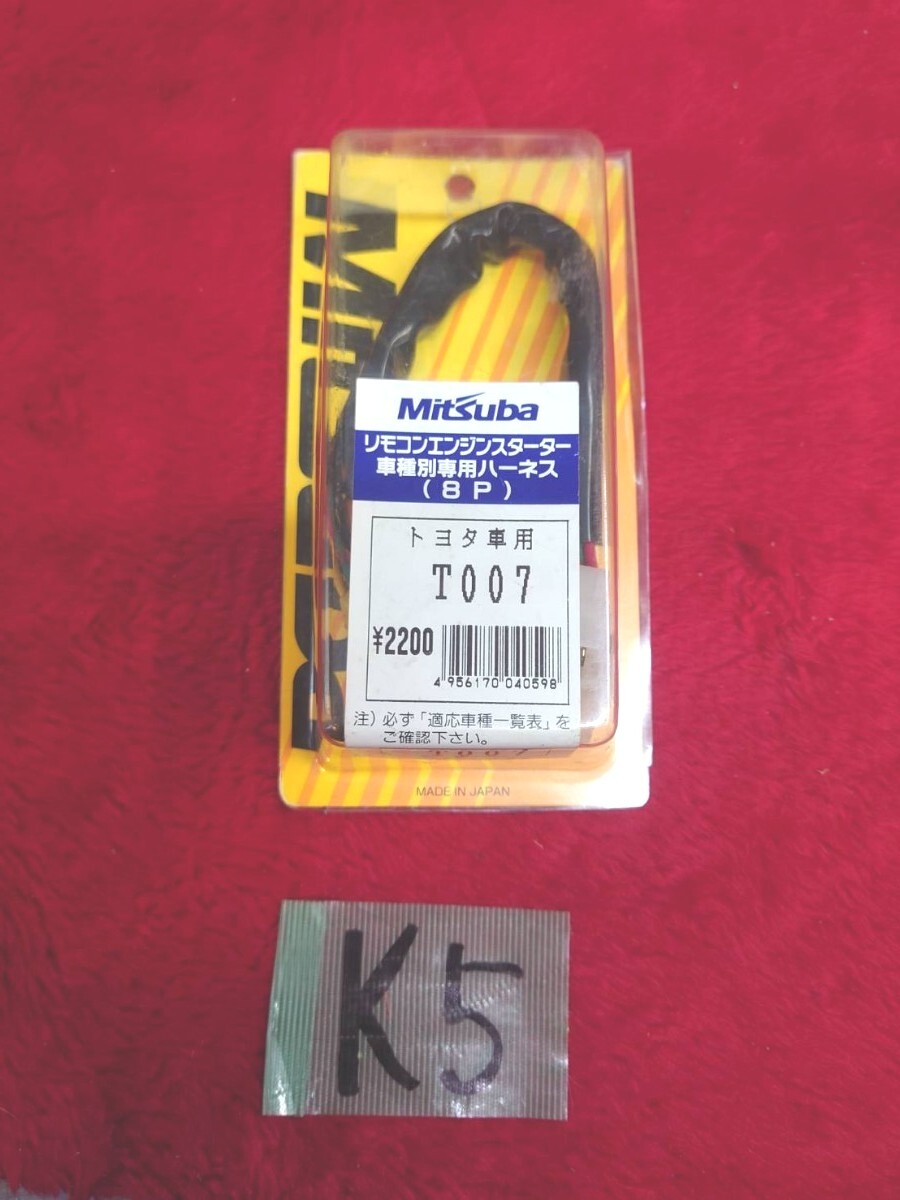 Mitsuba
Mitsuba
リモコンエンジンスターター
車種別専用ハーネス
(8P)
トヨタ車用
T007
¥2200
4 956170 040598
注)必ず「適応車種一覧表」を
ご確認下さい。
T007
MADE IN JAPAN
K5